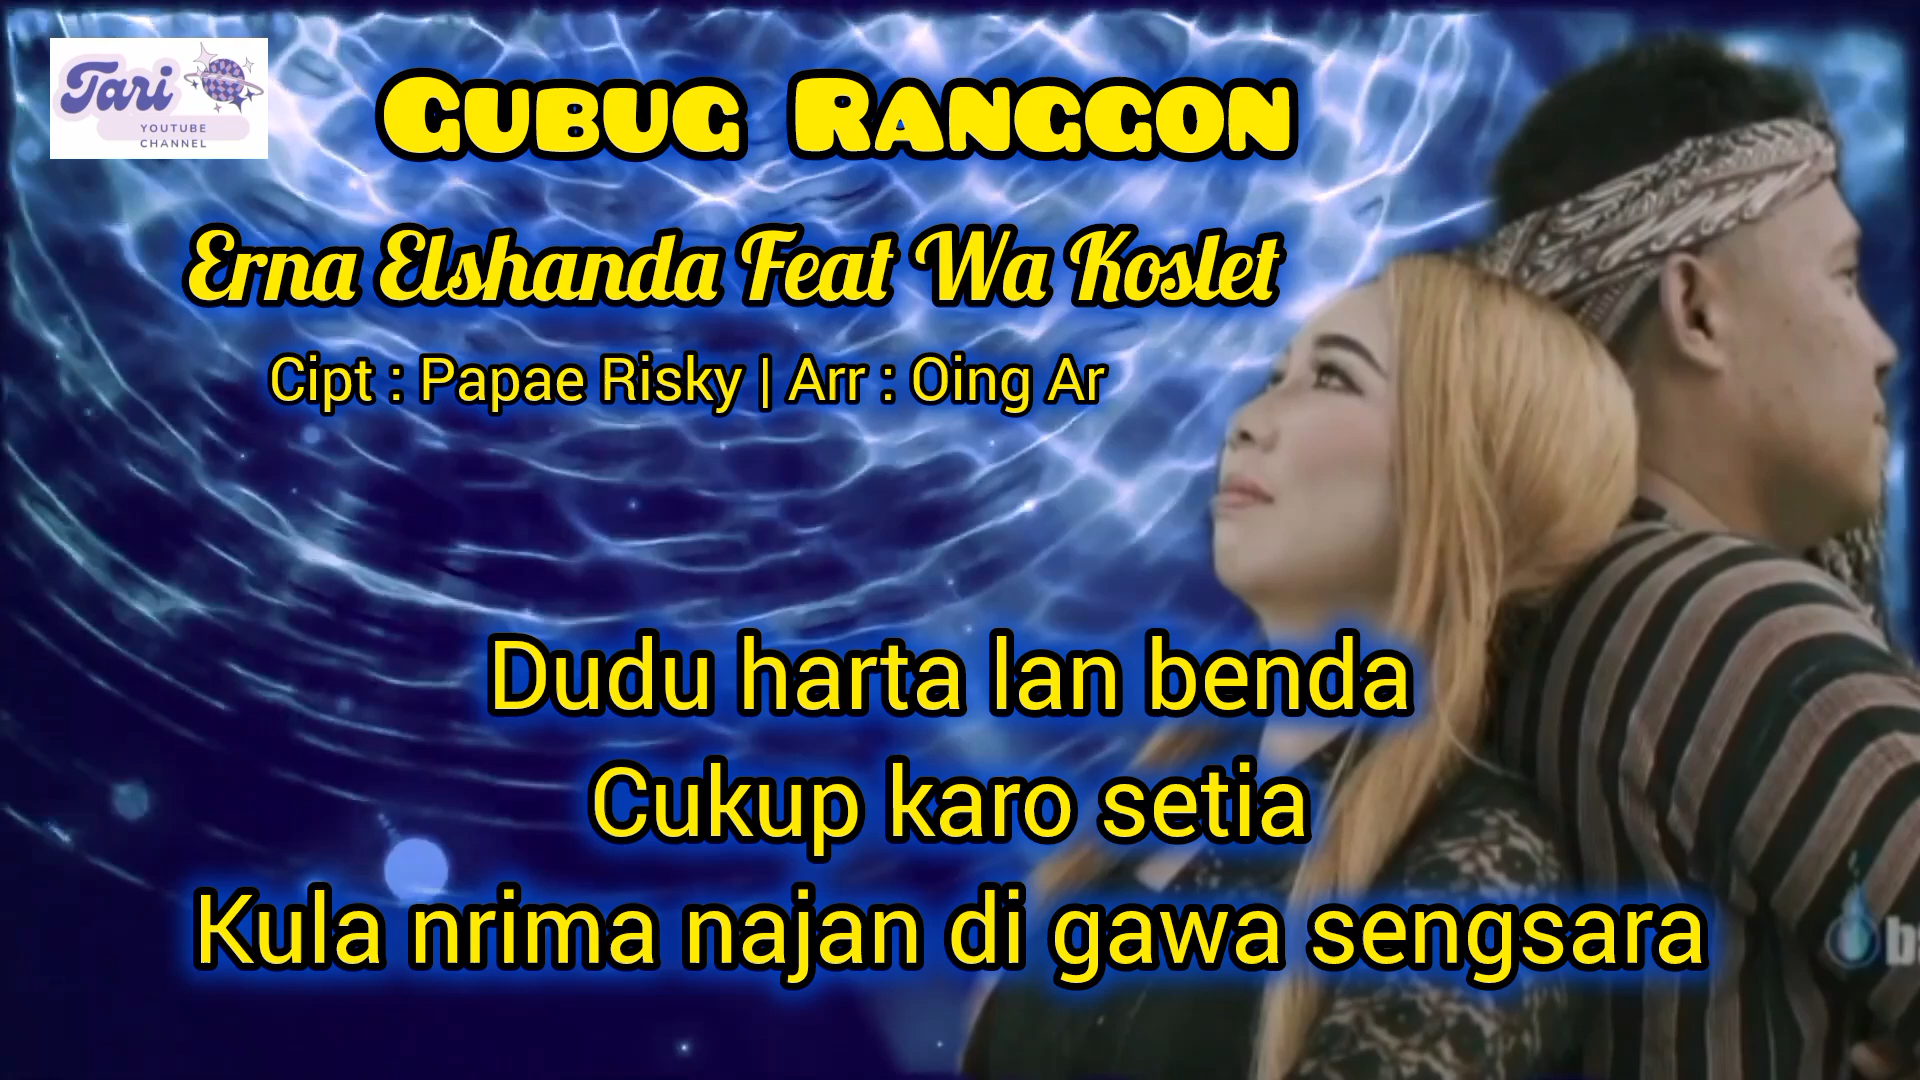 Tari
YOUTUBE
CHANNEL
GUBUG RANGGON
Erna Elshanda Feat Wa Koslet
Cipt : Papae Risky | Arr : Oing Ar
Dudu harta lan benda
Cukup karo setia
Kula nrima najan di gawa sengsara